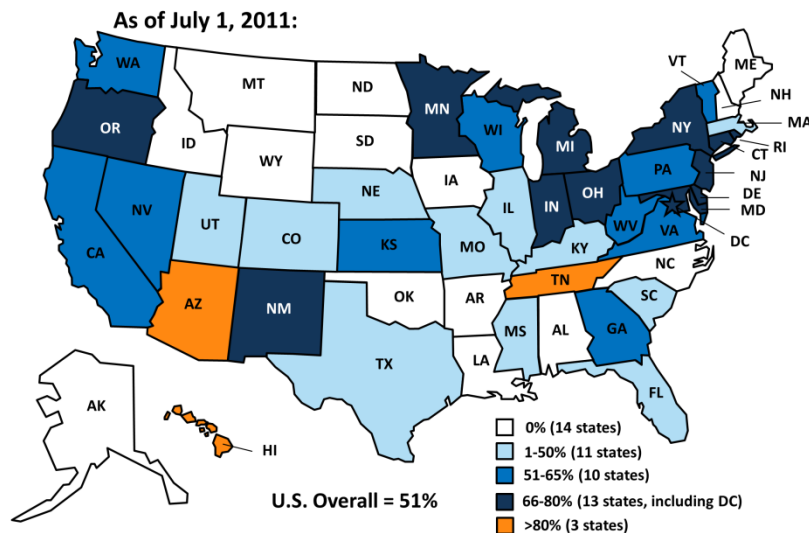 As of July 1, 2011:
WA
VT
ME
MT
ND
MN
NH
OR
MA
ID
SD
WI
NY
MI
RI
WY
CT
PA
NJ
IA
NE
OH
DE
NV
IL
IN
MD
UT
CO
WV
VA
CA
KS
MO
KY
DC
NC
TN
AZ
NM
OK
AR
SC
MS
AL
GA
TX
LA
FL
AK
HI
0% (14 states)
1-50% (11 states)
51-65% (10 states)
U.S. Overall = 51%
66-80% (13 states, including DC)
>80% (3 states)